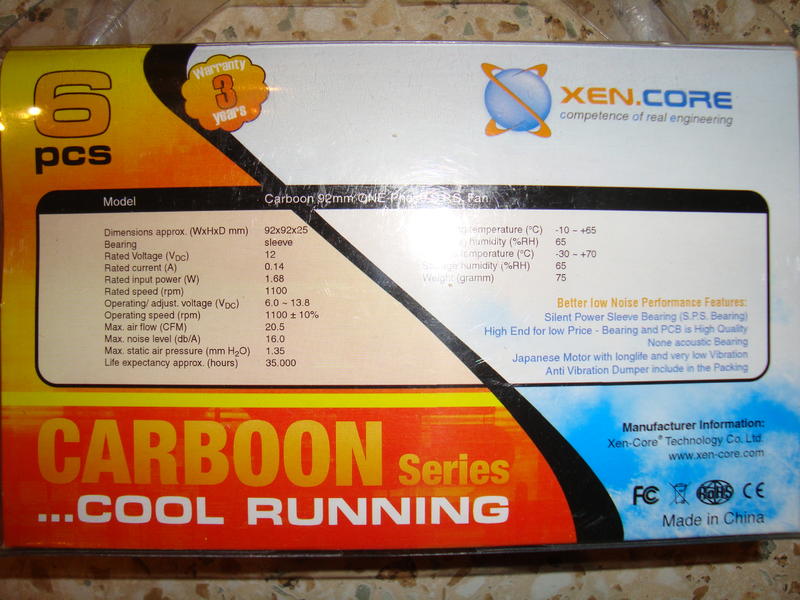 6
pcs
Warranty
3
years
XEN.CORE
competence of real engineering
Model Carboon 92mm ONE Fan
Dimensions approx. (WxHxD mm) 92x92x25
Bearing sleeve
Rated Voltage (VDC) 12
Rated current (A) 0.14
Rated input power (W) 1.68
Rated speed (rpm) 1100
Operating/ adjust. voltage (VDC) 6.0 ~ 13.8
Operating speed (rpm) 1100 ± 10%
Max. air flow (CFM) 20.5
Max. noise level (db/A) 16.0
Max. static air pressure (mm H2O) 1.35
Life expectancy approx. (hours) 35.000
temperature (°C) -10 ~ +65
humidity (%RH) 65
temperature (°C) -30 ~ +70
humidity (%RH) 65
Weight (gramm) 75
Better low Noise Performance Features:
Silent Power Sleeve Bearing (S.P.S. Bearing)
High End for low Price - Bearing and PCB is High Quality
None acoustic Bearing
Japanese Motor with longlife and very low Vibration
Anti Vibration Dumper include in the Packing
CARBOON Series
...COOL RUNNING
Manufacturer Information:
Xen-Core® Technology Co. Ltd.
www.xen-core.com
FC RoHS CE
Made in China